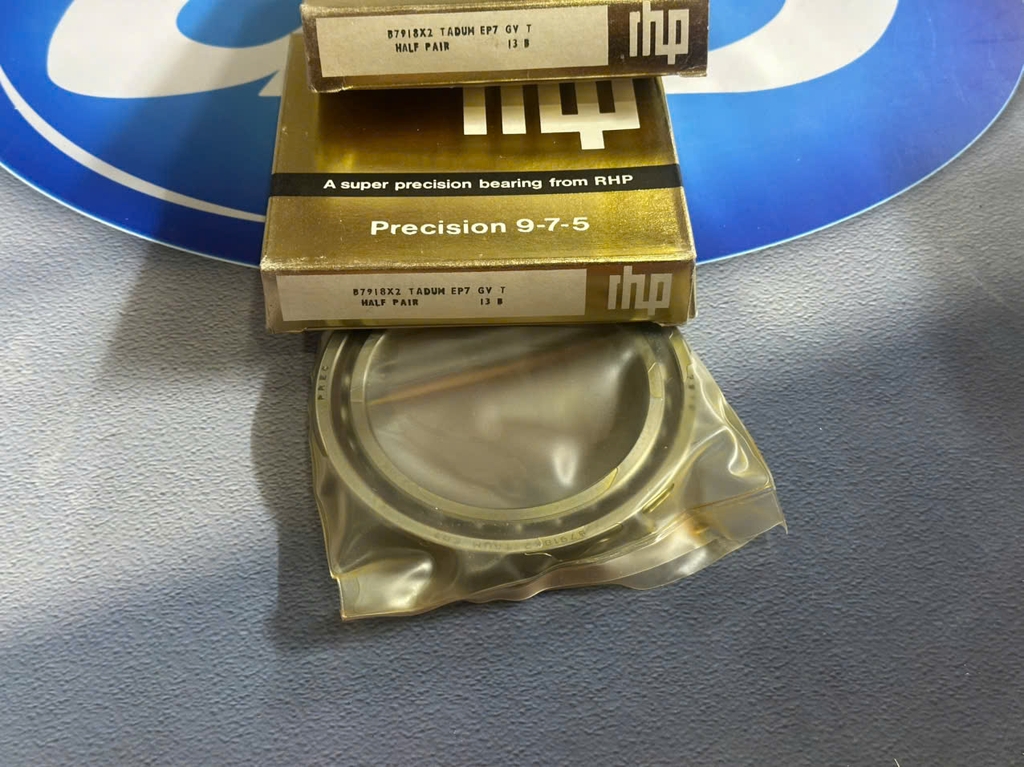 B7918X2 TADUM EP7 GV T
HALF PAIR 13 B
rhp
rhp
A super precision bearing from RHP
Precision 9-7-5
B7918X2 TADUM EP7 GV T
HALF PAIR 13 B
rhp
PREC